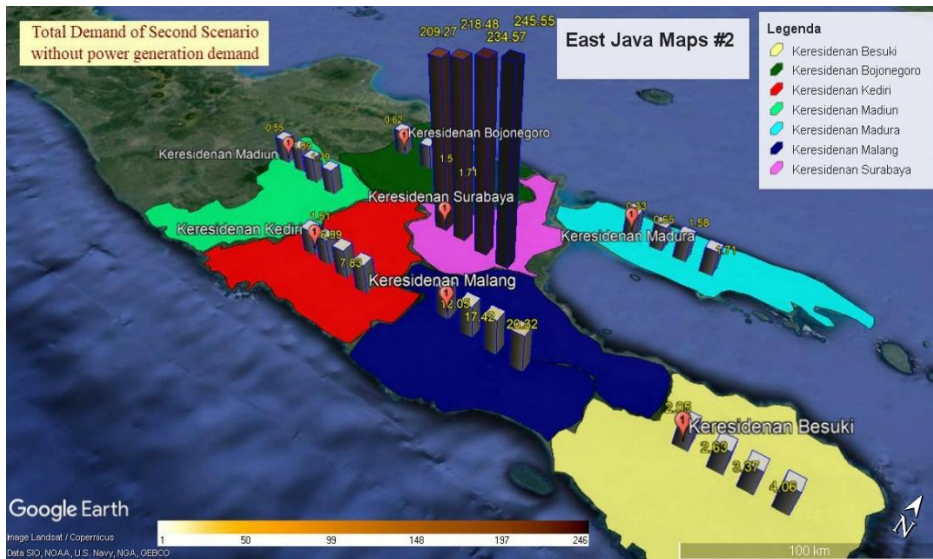 Total Demand of Second Scenario
without power generation demand
209.27 218.48 245.55
234.57
East Java Maps #2
Legenda
Keresidenan Besuki
Keresidenan Bojonegoro
Keresidenan Kediri
Keresidenan Madiun
Keresidenan Madura
Keresidenan Malang
Keresidenan Surabaya
0.62
Keresidenan Bojonegoro
0.55
Keresidenan Madiun
1.5
1.71
Keresidenan Surabaya
1.51
Keresidenan Kediri
7.83
0.33
0.55
1.58
Keresidenan Madura
Keresidenan Malang
12.05
17.42
20.32
Keresidenan Besuki
2.63
3.37
4.06
Google Earth
Image Landsat / Copernicus
Data SIO, NOAA, U.S. Navy, NGA, GEBCO
1 50 99 148 197 246
100 km
N